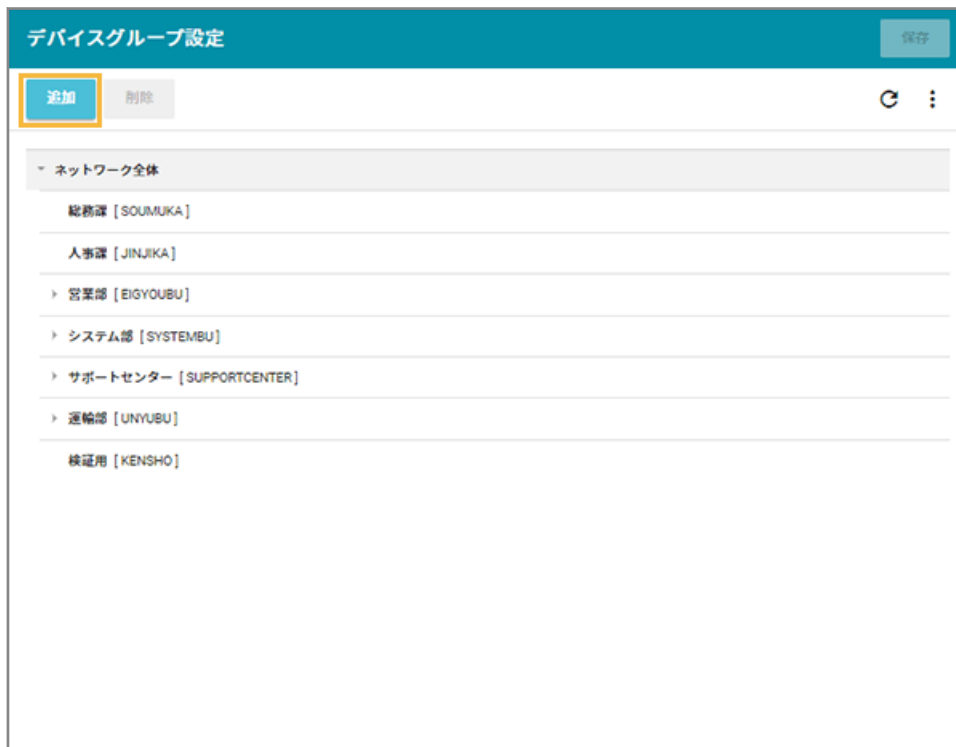 デバイスグループ設定
保存
追加 削除
ネットワーク全体
総務課 [SOUMUKA]
人事課 [JINJIKA]
営業部 [EIGYOUBU]
システム部 [SYSTEMBU]
サポートセンター [SUPPORTCENTER]
運輸部 [UNYUBU]
検証用 [KENSHO]